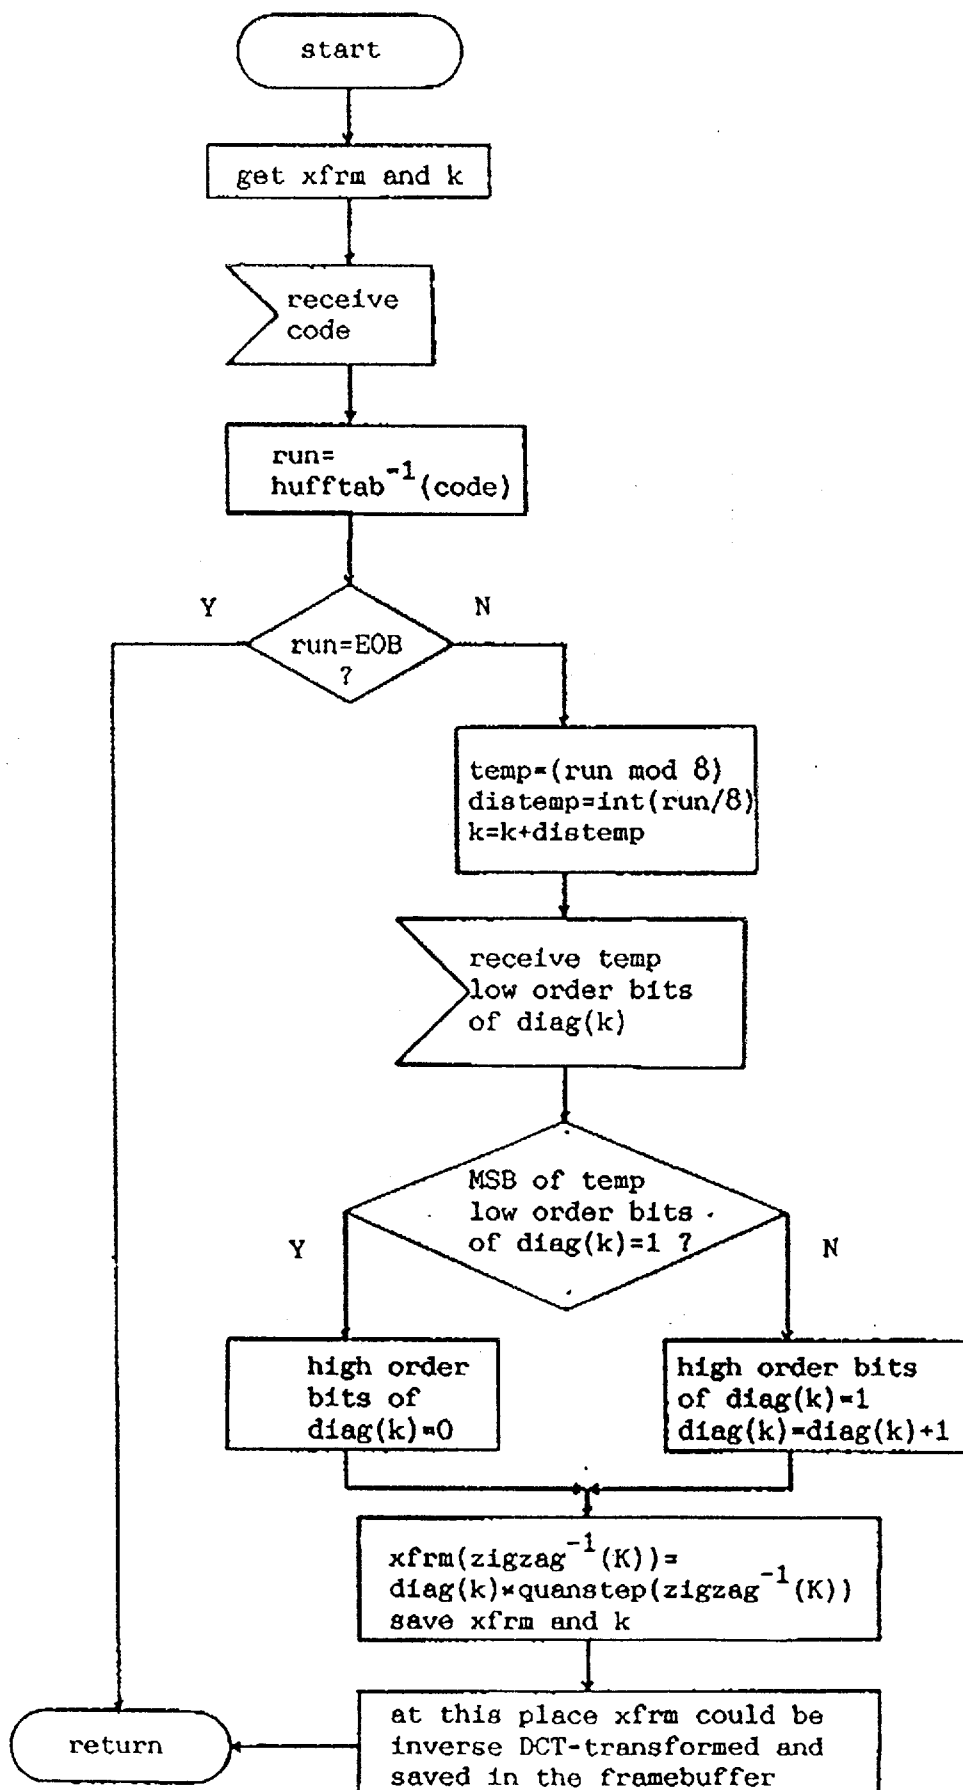 start
get xfrm and k
receive
code
run=
hufftab⁻¹(code)
Y
N
run=EOB
?
temp=(run mod 8)
distemp=int(run/8)
k=k+distemp
receive temp
low order bits
of diag(k)
MSB of temp
low order bits
of diag(k)=1 ?
Y
N
high order
bits of
diag(k)=0
high order bits
of diag(k)=1
diag(k)=diag(k)+1
xfrm(zigzag⁻¹(K))=
diag(k)*quanstep(zigzag⁻¹(K))
save xfrm and k
return
at this place xfrm could be
inverse DCT-transformed and
saved in the framebuffer